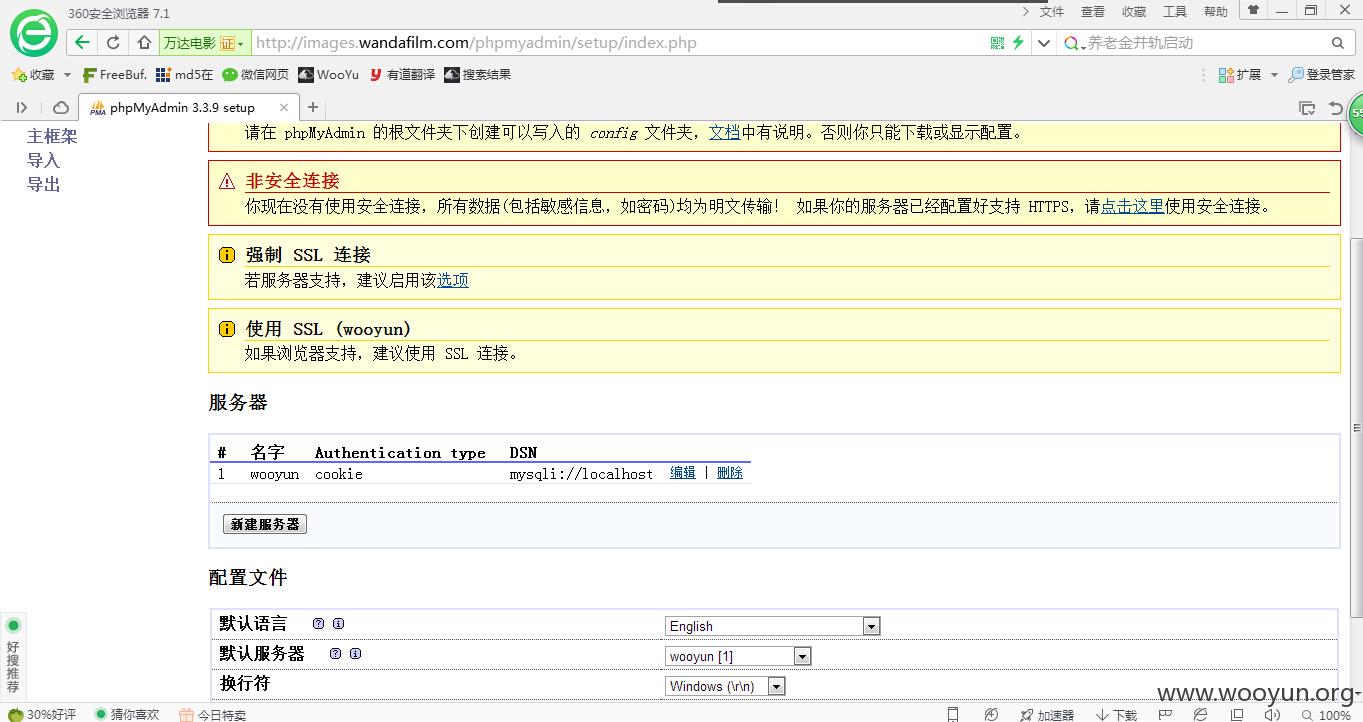 360安全浏览器 7.1
文件 查看 收藏 工具 帮助
万达电影 证 http://images.wandafilm.com/phpmyadmin/setup/index.php 养老金并轨启动
收藏 FreeBuf. md5在 微信网页 WooYu 有道翻译 搜索结果 扩展 登录管家
phpMyAdmin 3.3.9 setup
主框架
导入
导出
请在 phpMyAdmin 的根文件夹下创建可以写入的 config 文件夹，文档中有说明。否则你只能下载或显示配置。
非安全连接
你现在没有使用安全连接，所有数据(包括敏感信息，如密码)均为明文传输！ 如果你的服务器已经配置好支持 HTTPS，请点击这里使用安全连接。
强制 SSL 连接
若服务器支持，建议启用该选项
使用 SSL (wooyun)
如果浏览器支持，建议使用 SSL 连接。
服务器
# 名字 Authentication type DSN
1 wooyun cookie mysqli://localhost 编辑 | 删除
新建服务器
配置文件
默认语言 English
默认服务器 wooyun [1]
换行符 Windows (\r\n)
好搜推荐
www.wooyun.org
30%好评 猜你喜欢 今日特卖 加速器 下载 100%